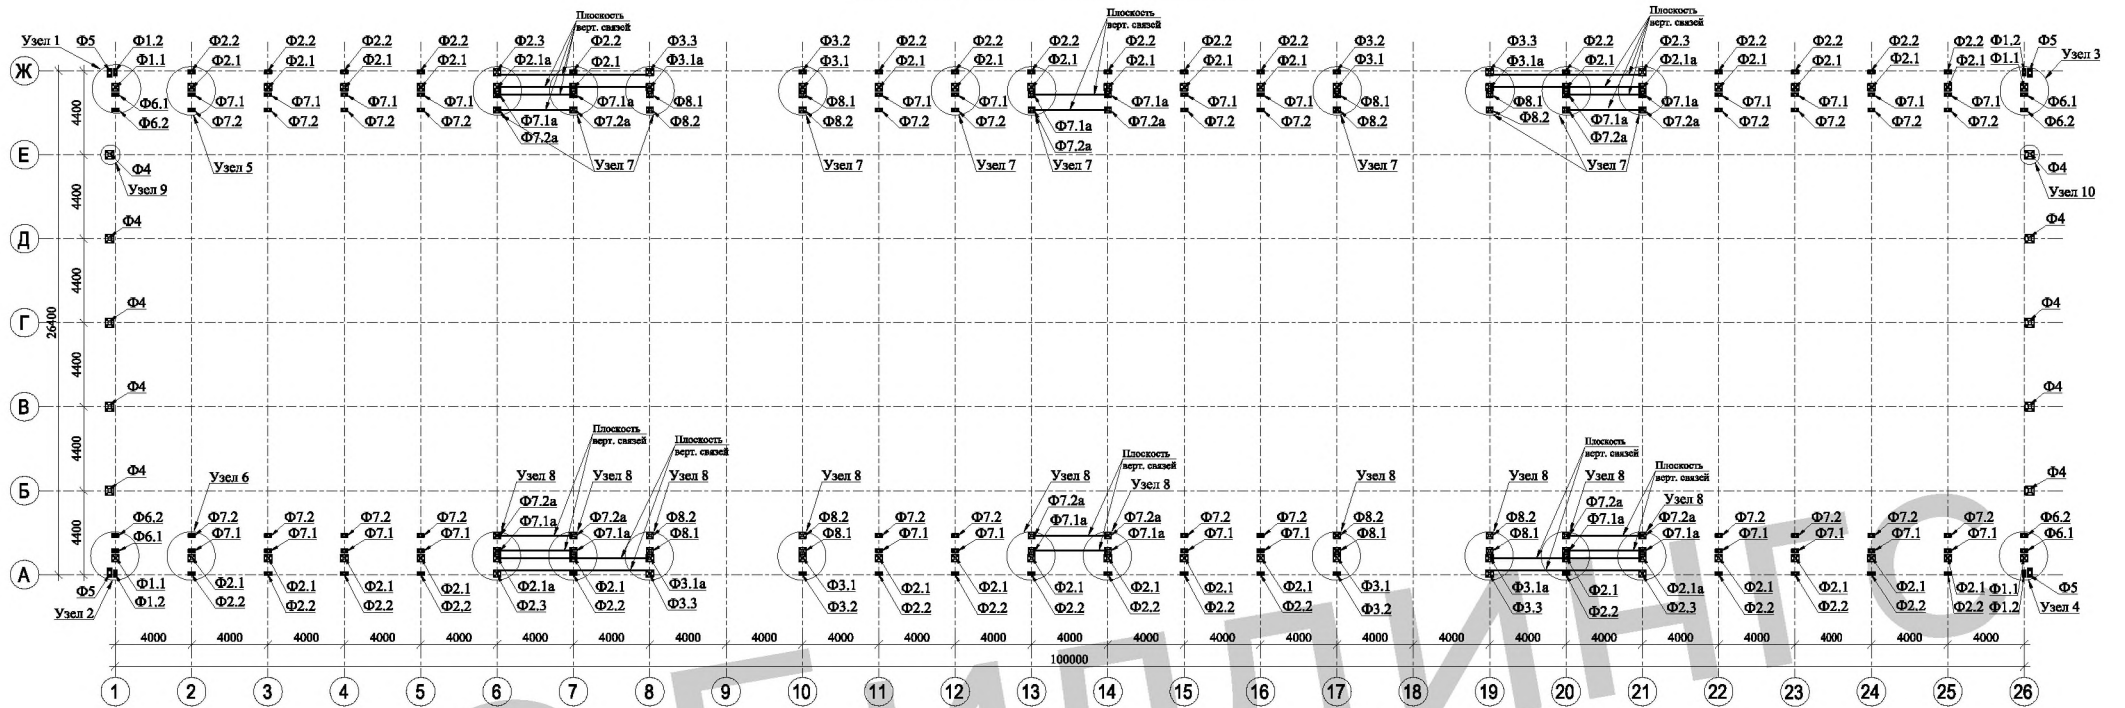 Плоскость Плоскость Плоскость
верт. связей верт. связей верт. связей
Узел 1 Ф5 Ф1.2 Ф2.2 Ф2.2 Ф2.2 Ф2.2 Ф2.3 Ф2.2 Ф3.3 Ф3.2 Ф2.2 Ф2.2 Ф2.2 Ф2.2 Ф2.2 Ф2.2 Ф3.2 Ф3.3 Ф2.2 Ф2.3 Ф2.2 Ф2.2 Ф2.2 Ф2.2 Ф1.2 Ф5 Узел 3
Ж Ф1.1 Ф2.1 Ф2.1 Ф2.1 Ф2.1 Ф2.1а Ф2.1 Ф3.1а Ф3.1 Ф2.1 Ф2.1 Ф2.1 Ф2.1 Ф2.1 Ф2.1 Ф3.1 Ф3.1а Ф2.1 Ф2.1а Ф2.1 Ф2.1 Ф2.1 Ф2.1 Ф1.1
Ф6.1 Ф7.1 Ф7.1 Ф7.1 Ф7.1 Ф7.1а Ф8.1 Ф8.1 Ф7.1 Ф7.1 Ф7.1а Ф7.1 Ф7.1 Ф8.1 Ф8.1 Ф7.1а Ф7.1 Ф7.1 Ф7.1 Ф7.1 Ф6.1
Ф6.2 Ф7.2 Ф7.2 Ф7.2 Ф7.2 Ф7.1а Ф7.2а Ф8.2 Ф8.2 Ф7.2 Ф7.2 Ф7.1а Ф7.2а Ф7.2 Ф7.2 Ф8.2 Ф8.2 Ф7.1а Ф7.2а Ф7.2 Ф7.2 Ф7.2 Ф7.2 Ф6.2
Ф7.2а Ф7.2а Ф7.2а
4400
Е Ф4 Узел 5 Узел 7 Узел 7 Узел 7 Узел 7 Узел 7 Узел 7 Ф4
Узел 9 Узел 10
4400
Д Ф4 Ф4
4400
26400
Г Ф4 Ф4
4400
В Ф4 Ф4
4400
Плоскость Плоскость Плоскость Плоскость Плоскость
верт. связей верт. связей верт. связей верт. связей верт. связей
Б Ф4 Узел 6 Узел 8 Узел 8 Узел 8 Узел 8 Узел 8 Узел 8 Узел 8 Узел 8 Узел 8 Узел 8 Ф4
4400
Ф7.2а Ф7.2а Ф7.2а
Ф6.2 Ф7.2 Ф7.2 Ф7.2 Ф7.2 Ф7.1а Ф7.2а Ф8.2 Ф8.2 Ф7.2 Ф7.2 Ф7.1а Ф7.2а Ф7.2 Ф7.2 Ф8.2 Ф8.2 Ф7.1а Ф7.2а Ф7.2 Ф7.2 Ф7.2 Ф7.2 Ф6.2
Ф6.1 Ф7.1 Ф7.1 Ф7.1 Ф7.1 Ф7.1а Ф8.1 Ф8.1 Ф7.1 Ф7.1 Ф7.1а Ф7.1 Ф7.1 Ф8.1 Ф8.1 Ф7.1а Ф7.1 Ф7.1 Ф7.1 Ф7.1 Ф6.1
А Ф1.1 Ф2.1 Ф2.1 Ф2.1 Ф2.1 Ф2.1а Ф2.1 Ф3.1а Ф3.1 Ф2.1 Ф2.1 Ф2.1 Ф2.1 Ф2.1 Ф2.1 Ф3.1 Ф3.1а Ф2.1 Ф2.1а Ф2.1 Ф2.1 Ф2.1 Ф2.1 Ф1.1
Ф5 Ф1.2 Ф2.2 Ф2.2 Ф2.2 Ф2.2 Ф2.3 Ф2.2 Ф3.3 Ф3.2 Ф2.2 Ф2.2 Ф2.2 Ф2.2 Ф2.2 Ф2.2 Ф3.2 Ф3.3 Ф2.2 Ф2.3 Ф2.2 Ф2.2 Ф2.2 Ф2.2 Ф1.2 Ф5
Узел 2 Узел 4
4000 4000 4000 4000 4000 4000 4000 4000 4000 4000 4000 4000 4000 4000 4000 4000 4000 4000 4000 4000 4000 4000 4000 4000 4000
100000
1 2 3 4 5 6 7 8 10 11 12 13 14 15 16 17 18 19 20 21 22 23 24 25 26